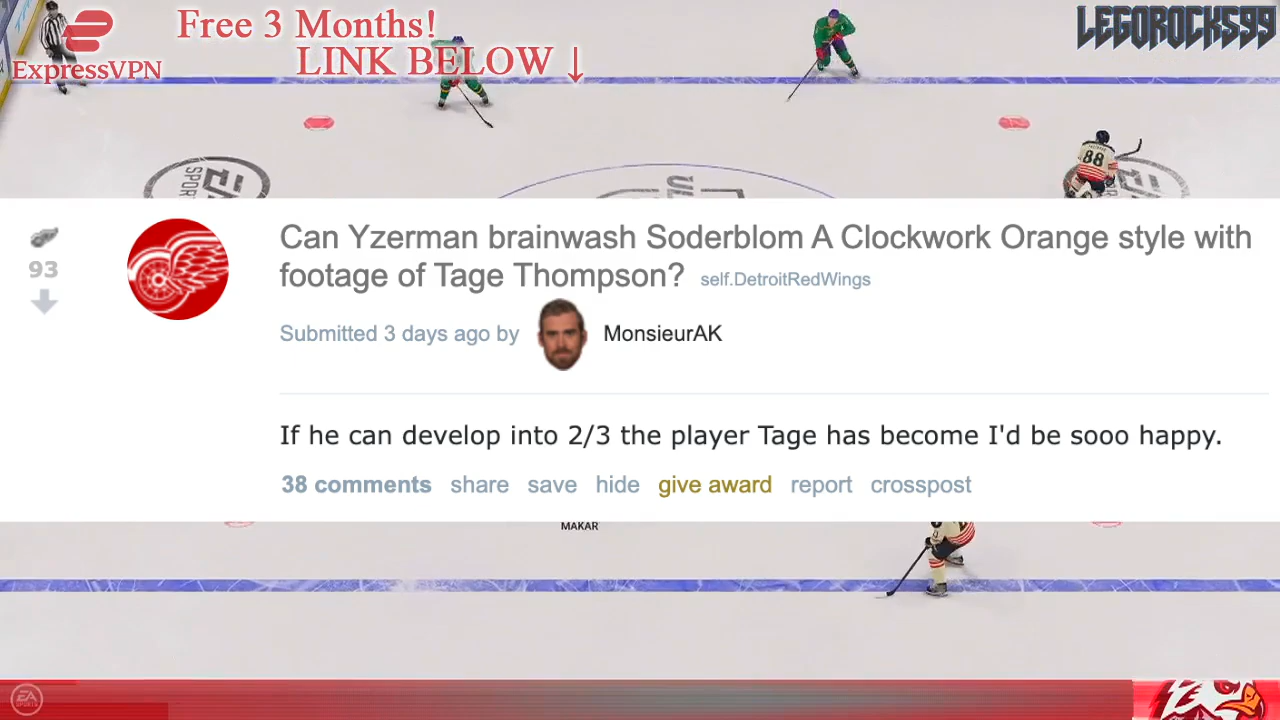 Free 3 Months!
LINK BELOW ↓
ExpressVPN
LEGOROCKS99
88
Can Yzerman brainwash Soderblom A Clockwork Orange style with
footage of Tage Thompson? self.DetroitRedWings
93
Submitted 3 days ago by MonsieurAK
If he can develop into 2/3 the player Tage has become I'd be sooo happy.
38 comments share save hide give award report crosspost
MAKAR